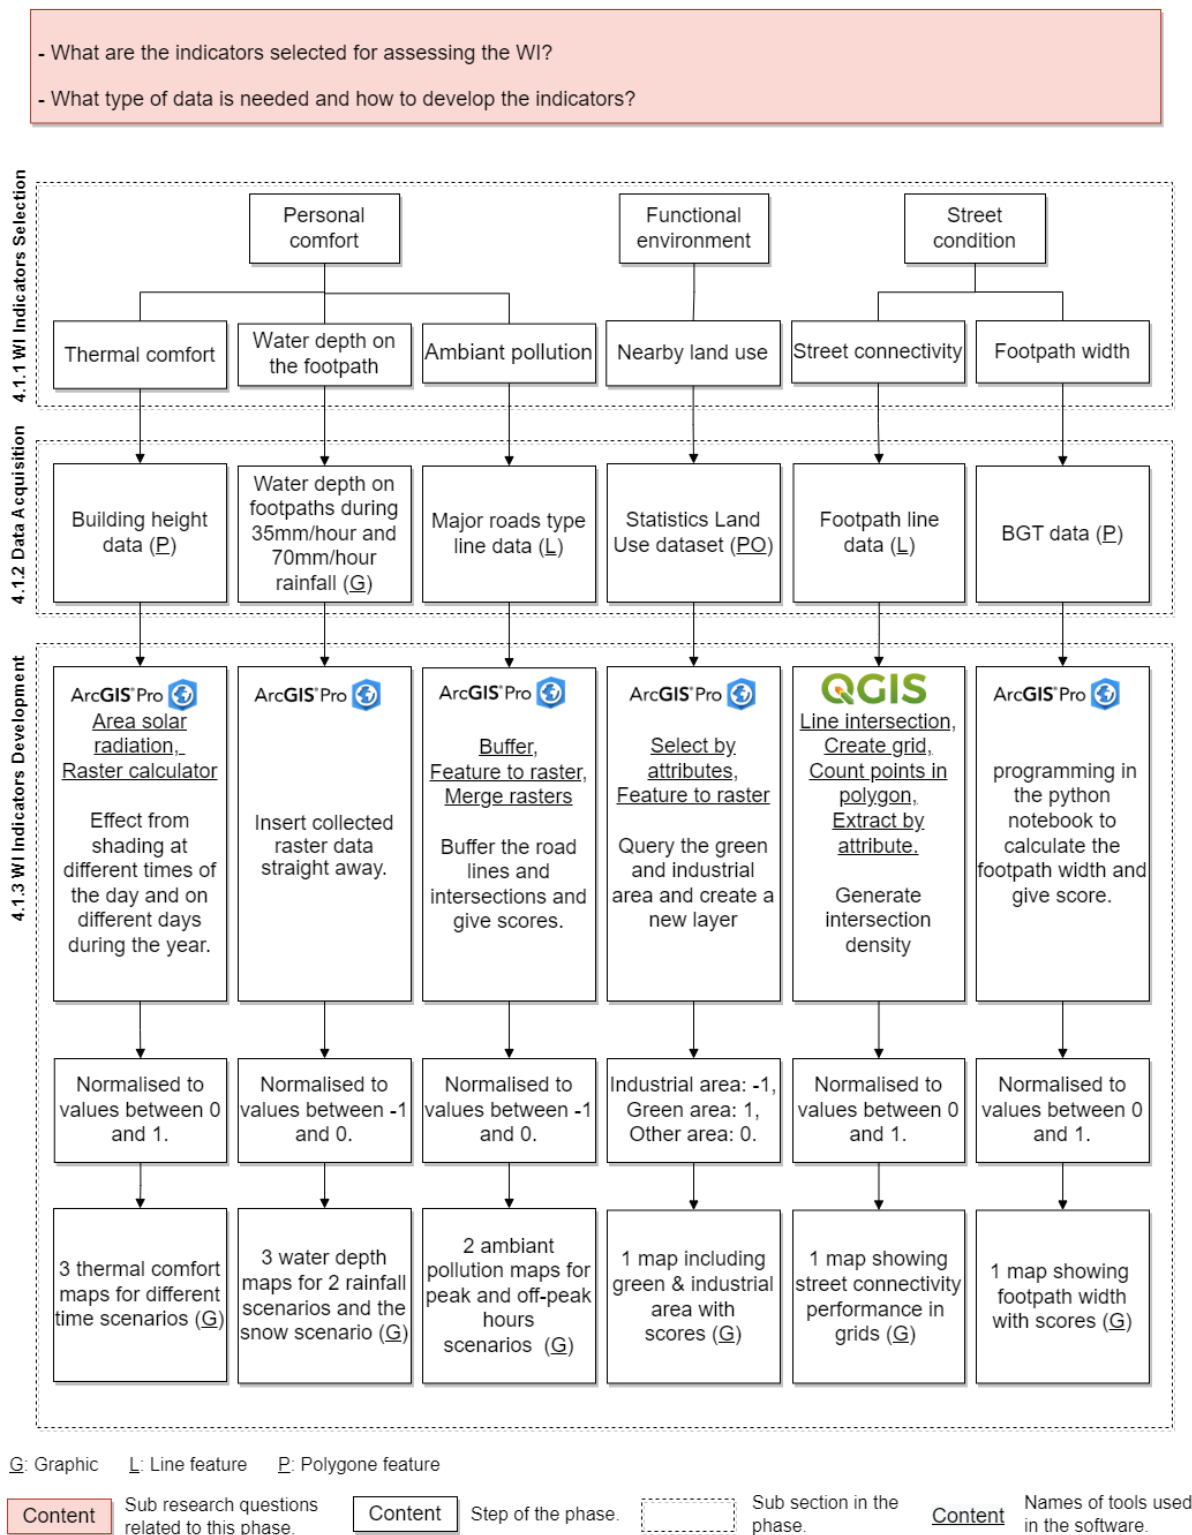 - What are the indicators selected for assessing the WI?
- What type of data is needed and how to develop the indicators?
4.1.1 WI Indicators Selection
Personal
comfort
Functional
environment
Street
condition
Thermal comfort
Water depth on
the footpath
Ambiant pollution
Nearby land use
Street connectivity
Footpath width
4.1.2 Data Acquisition
Building height
data (P)
Water depth on
footpaths during
35mm/hour and
70mm/hour
rainfall (G)
Major roads type
line data (L)
Statistics Land
Use dataset (PO)
Footpath line
data (L)
BGT data (P)
4.1.3 WI Indicators Development
ArcGIS Pro
Area solar
radiation,
Raster calculator
Effect from
shading at
different times of
the day and on
different days
during the year.
ArcGIS Pro
Insert collected
raster data
straight away.
ArcGIS Pro
Buffer,
Feature to raster,
Merge rasters
Buffer the road
lines and
intersections and
give scores.
ArcGIS Pro
Select by
attributes,
Feature to raster
Query the green
and industrial
area and create a
new layer
QGIS
Line intersection,
Create grid,
Count points in
polygon,
Extract by
attribute.
Generate
intersection
density
ArcGIS Pro
programming in
the python
notebook to
calculate the
footpath width and
give score.
Normalised to
values between 0
and 1.
Normalised to
values between -1
and 0.
Normalised to
values between -1
and 0.
Industrial area: -1,
Green area: 1,
Other area: 0.
Normalised to
values between 0
and 1.
Normalised to
values between 0
and 1.
3 thermal comfort
maps for different
time scenarios (G)
3 water depth
maps for 2 rainfall
scenarios and the
snow scenario (G)
2 ambiant
pollution maps for
peak and off-peak
hours
scenarios (G)
1 map including
green & industrial
area with
scores (G)
1 map showing
street connectivity
performance in
grids (G)
1 map showing
footpath width
with scores (G)
G: Graphic L: Line feature P: Polygone feature
Content
Sub research questions
related to this phase.
Content
Step of the phase.
Sub section in the
phase.
Content
Names of tools used
in the software.